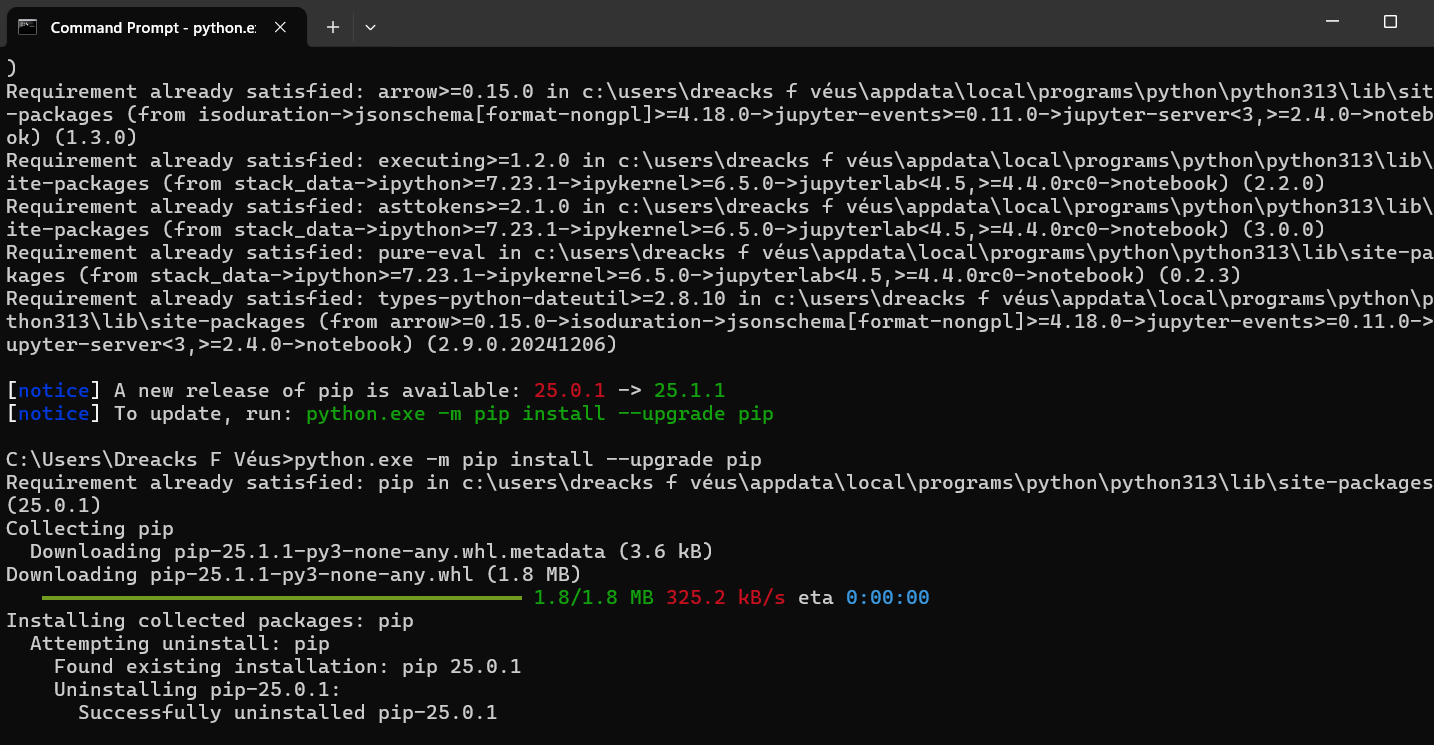 Command Prompt - python.e
)
Requirement already satisfied: arrow>=0.15.0 in c:\users\dreacks f véus\appdata\local\programs\python\python313\lib\sit
-packages (from isoduration->jsonschema[format-nongpl]>=4.18.0->jupyter-events>=0.11.0->jupyter-server<3,>=2.4.0->noteb
ok) (1.3.0)
Requirement already satisfied: executing>=1.2.0 in c:\users\dreacks f véus\appdata\local\programs\python\python313\lib\
ite-packages (from stack_data->ipython>=7.23.1->ipykernel>=6.5.0->jupyterlab<4.5,>=4.4.0rc0->notebook) (2.2.0)
Requirement already satisfied: asttokens>=2.1.0 in c:\users\dreacks f véus\appdata\local\programs\python\python313\lib\
ite-packages (from stack_data->ipython>=7.23.1->ipykernel>=6.5.0->jupyterlab<4.5,>=4.4.0rc0->notebook) (3.0.0)
Requirement already satisfied: pure-eval in c:\users\dreacks f véus\appdata\local\programs\python\python313\lib\site-pa
kages (from stack_data->ipython>=7.23.1->ipykernel>=6.5.0->jupyterlab<4.5,>=4.4.0rc0->notebook) (0.2.3)
Requirement already satisfied: types-python-dateutil>=2.8.10 in c:\users\dreacks f véus\appdata\local\programs\python\p
thon313\lib\site-packages (from arrow>=0.15.0->isoduration->jsonschema[format-nongpl]>=4.18.0->jupyter-events>=0.11.0->
upyter-server<3,>=2.4.0->notebook) (2.9.0.20241206)
[notice] A new release of pip is available: 25.0.1 -> 25.1.1
[notice] To update, run: python.exe -m pip install --upgrade pip
C:\Users\Dreacks F Véus>python.exe -m pip install --upgrade pip
Requirement already satisfied: pip in c:\users\dreacks f véus\appdata\local\programs\python\python313\lib\site-packages
(25.0.1)
Collecting pip
Downloading pip-25.1.1-py3-none-any.whl.metadata (3.6 kB)
Downloading pip-25.1.1-py3-none-any.whl (1.8 MB)
1.8/1.8 MB 325.2 kB/s eta 0:00:00
Installing collected packages: pip
Attempting uninstall: pip
Found existing installation: pip 25.0.1
Uninstalling pip-25.0.1:
Successfully uninstalled pip-25.0.1